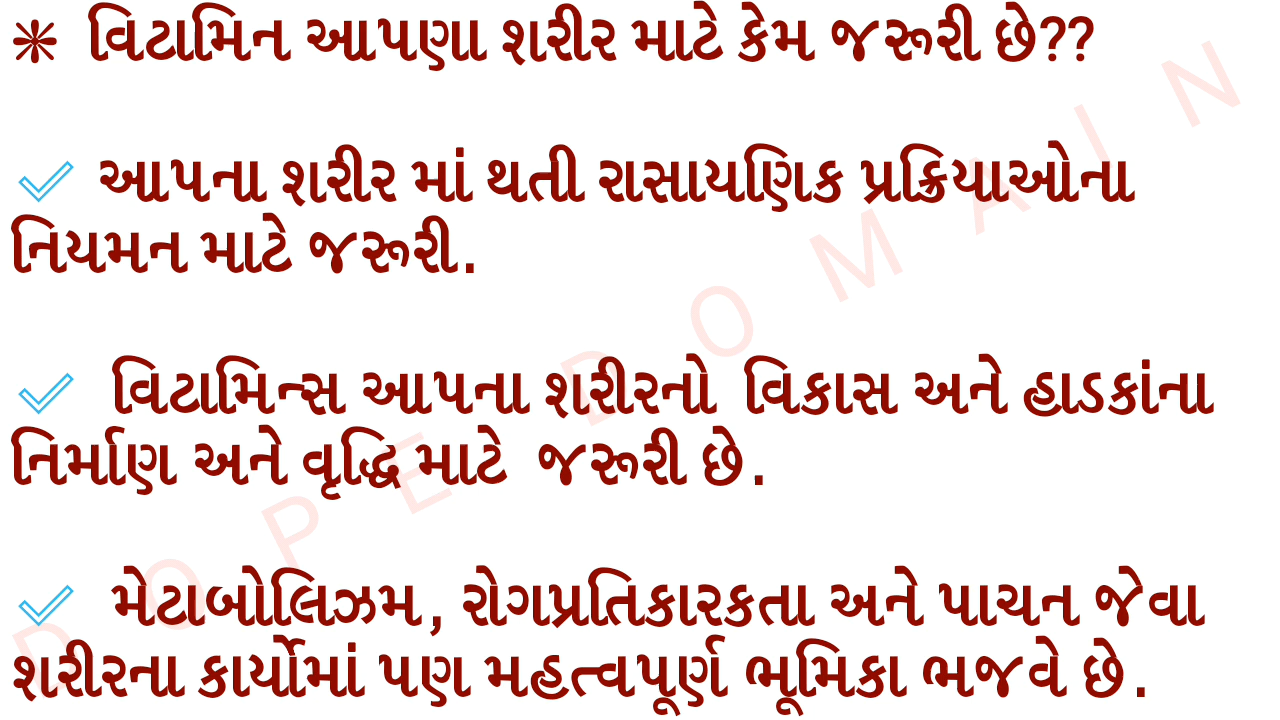 ❋ વિટામિન આપણા શરીર માટે કેમ જરૂરી છે??
✓ આપના શરીર માં થતી રાસાયણિક પ્રક્રિયાઓના
નિયમન માટે જરૂરી.
✓ વિટામિન્સ આપના શરીરનો વિકાસ અને હાડકાંના
નિર્માણ અને વૃદ્ધિ માટે જરૂરી છે.
✓ મેટાબોલિઝમ, રોગપ્રતિકારકતા અને પાચન જેવા
શરીરના કાર્યોમાં પણ મહત્વપૂર્ણ ભૂમિકા ભજવે છે.
DOPE DOMAIN